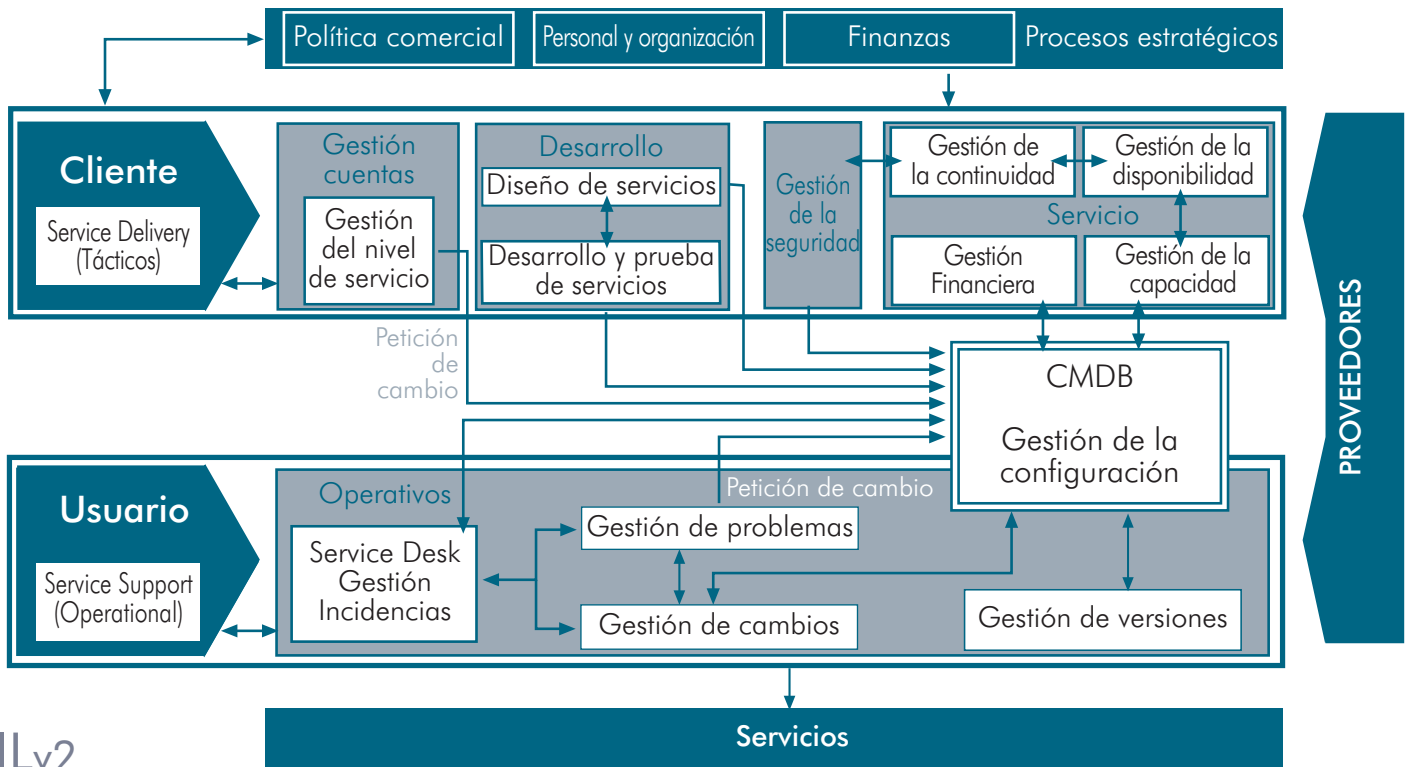 Política comercial
Personal y organización
Finanzas
Procesos estratégicos
Cliente
Service Delivery
(Tácticos)
Gestión
cuentas
Gestión
del nivel
de servicio
Desarrollo
Diseño de servicios
Desarrollo y prueba
de servicios
Gestión
de la
seguridad
Gestión de
la continuidad
Gestión de la
disponibilidad
Servicio
Gestión
Financiera
Gestión de la
capacidad
PROVEEDORES
Petición
de
cambio
CMDB
Gestión de la
configuración
Usuario
Service Support
(Operational)
Operativos
Petición de cambio
Service Desk
Gestión
Incidencias
Gestión de problemas
Gestión de cambios
Gestión de versiones
Servicios